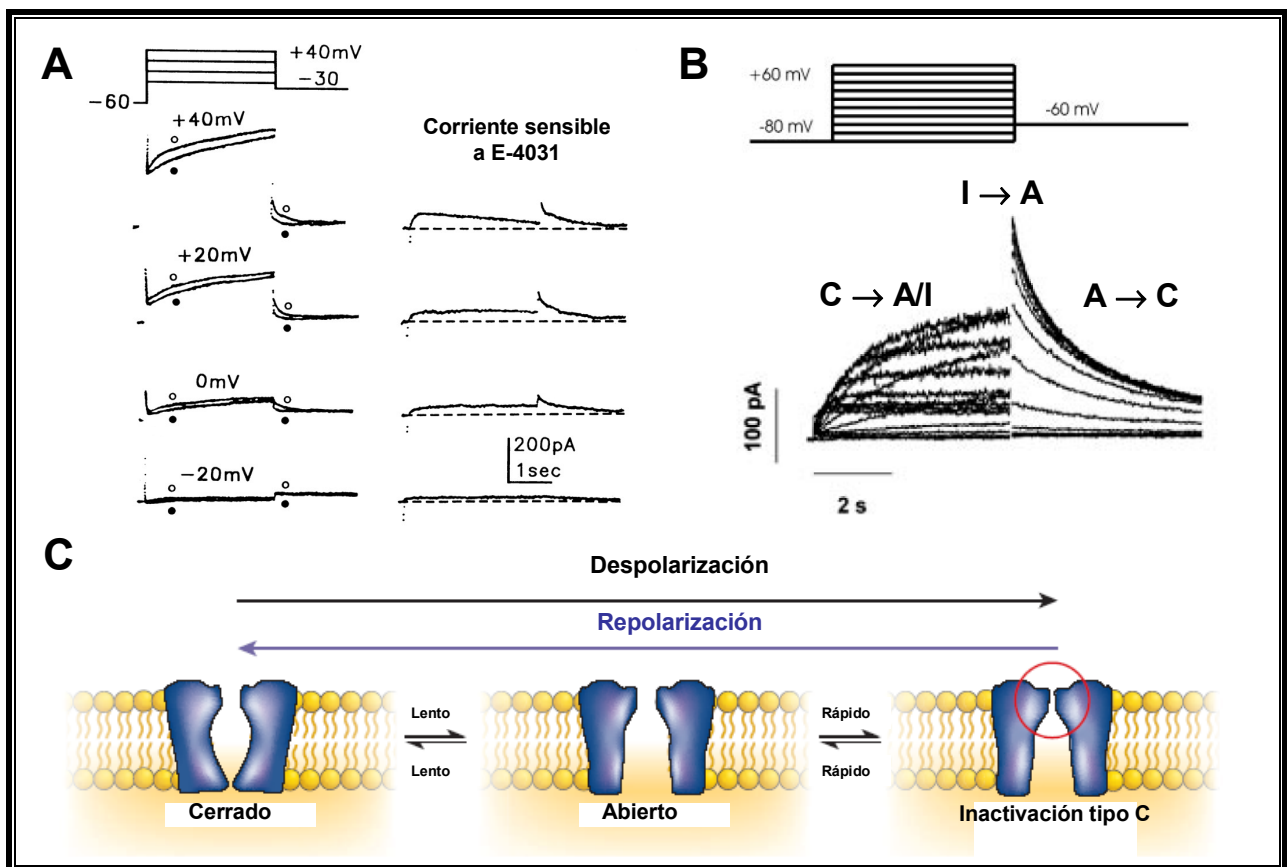 A
+40mV
-30
-60
+40mV
Corriente sensible
a E-4031
+20mV
0mV
200pA
1sec
-20mV
B
+60 mV
-80 mV
-60 mV
I → A
C → A/I
A → C
100 pA
2 s
C
Despolarización
Repolarización
Lento
Lento
Rápido
Rápido
Cerrado
Abierto
Inactivación tipo C